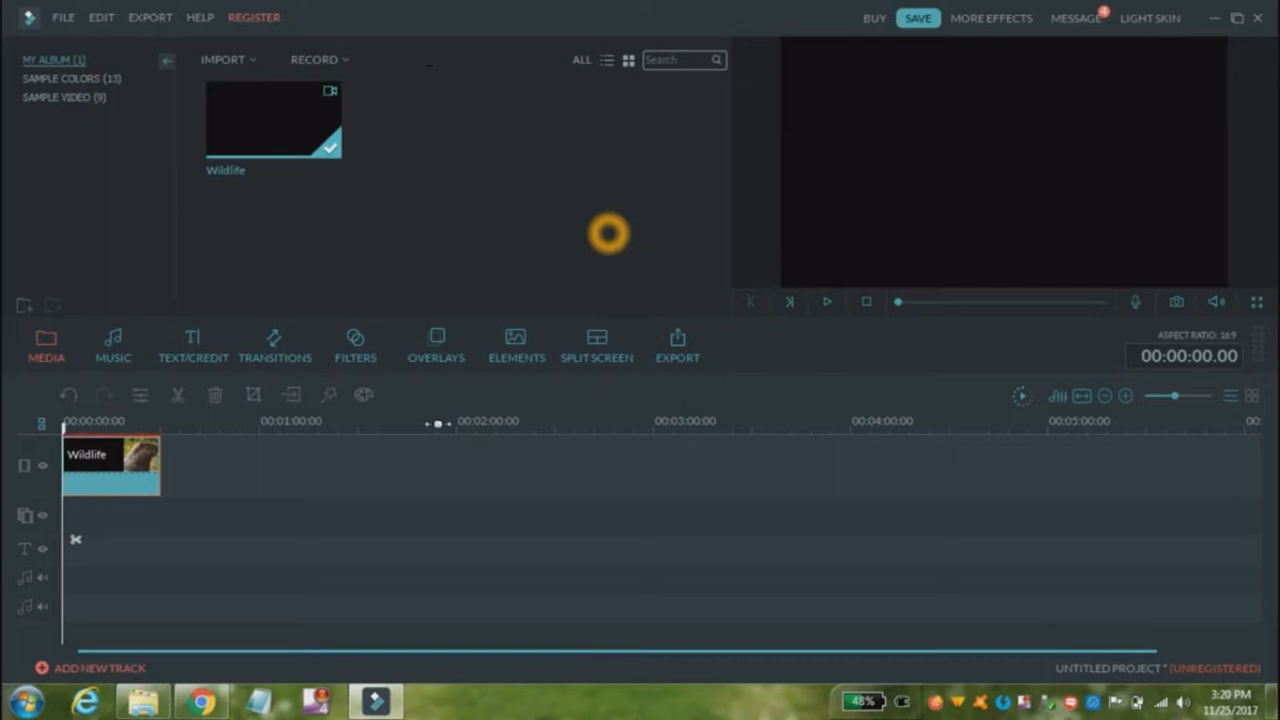 FILE EDIT EXPORT HELP REGISTER BUY SAVE MORE EFFECTS MESSAGE 4 LIGHT SKIN
MY ALBUM (1)
SAMPLE COLORS (13)
SAMPLE VIDEO (9)
IMPORT RECORD ALL Search
Wildlife
MEDIA MUSIC TEXT/CREDIT TRANSITIONS FILTERS OVERLAYS ELEMENTS SPLIT SCREEN EXPORT
ASPECT RATIO: 16:9
00:00:00.00
00:00:00:00 00:01:00:00 00:02:00:00 00:03:00:00 00:04:00:00 00:05:00:00 00:
Wildlife
T
ADD NEW TRACK
UNTITLED PROJECT * (UNREGISTERED)
48%
3:20 PM
11/25/2017